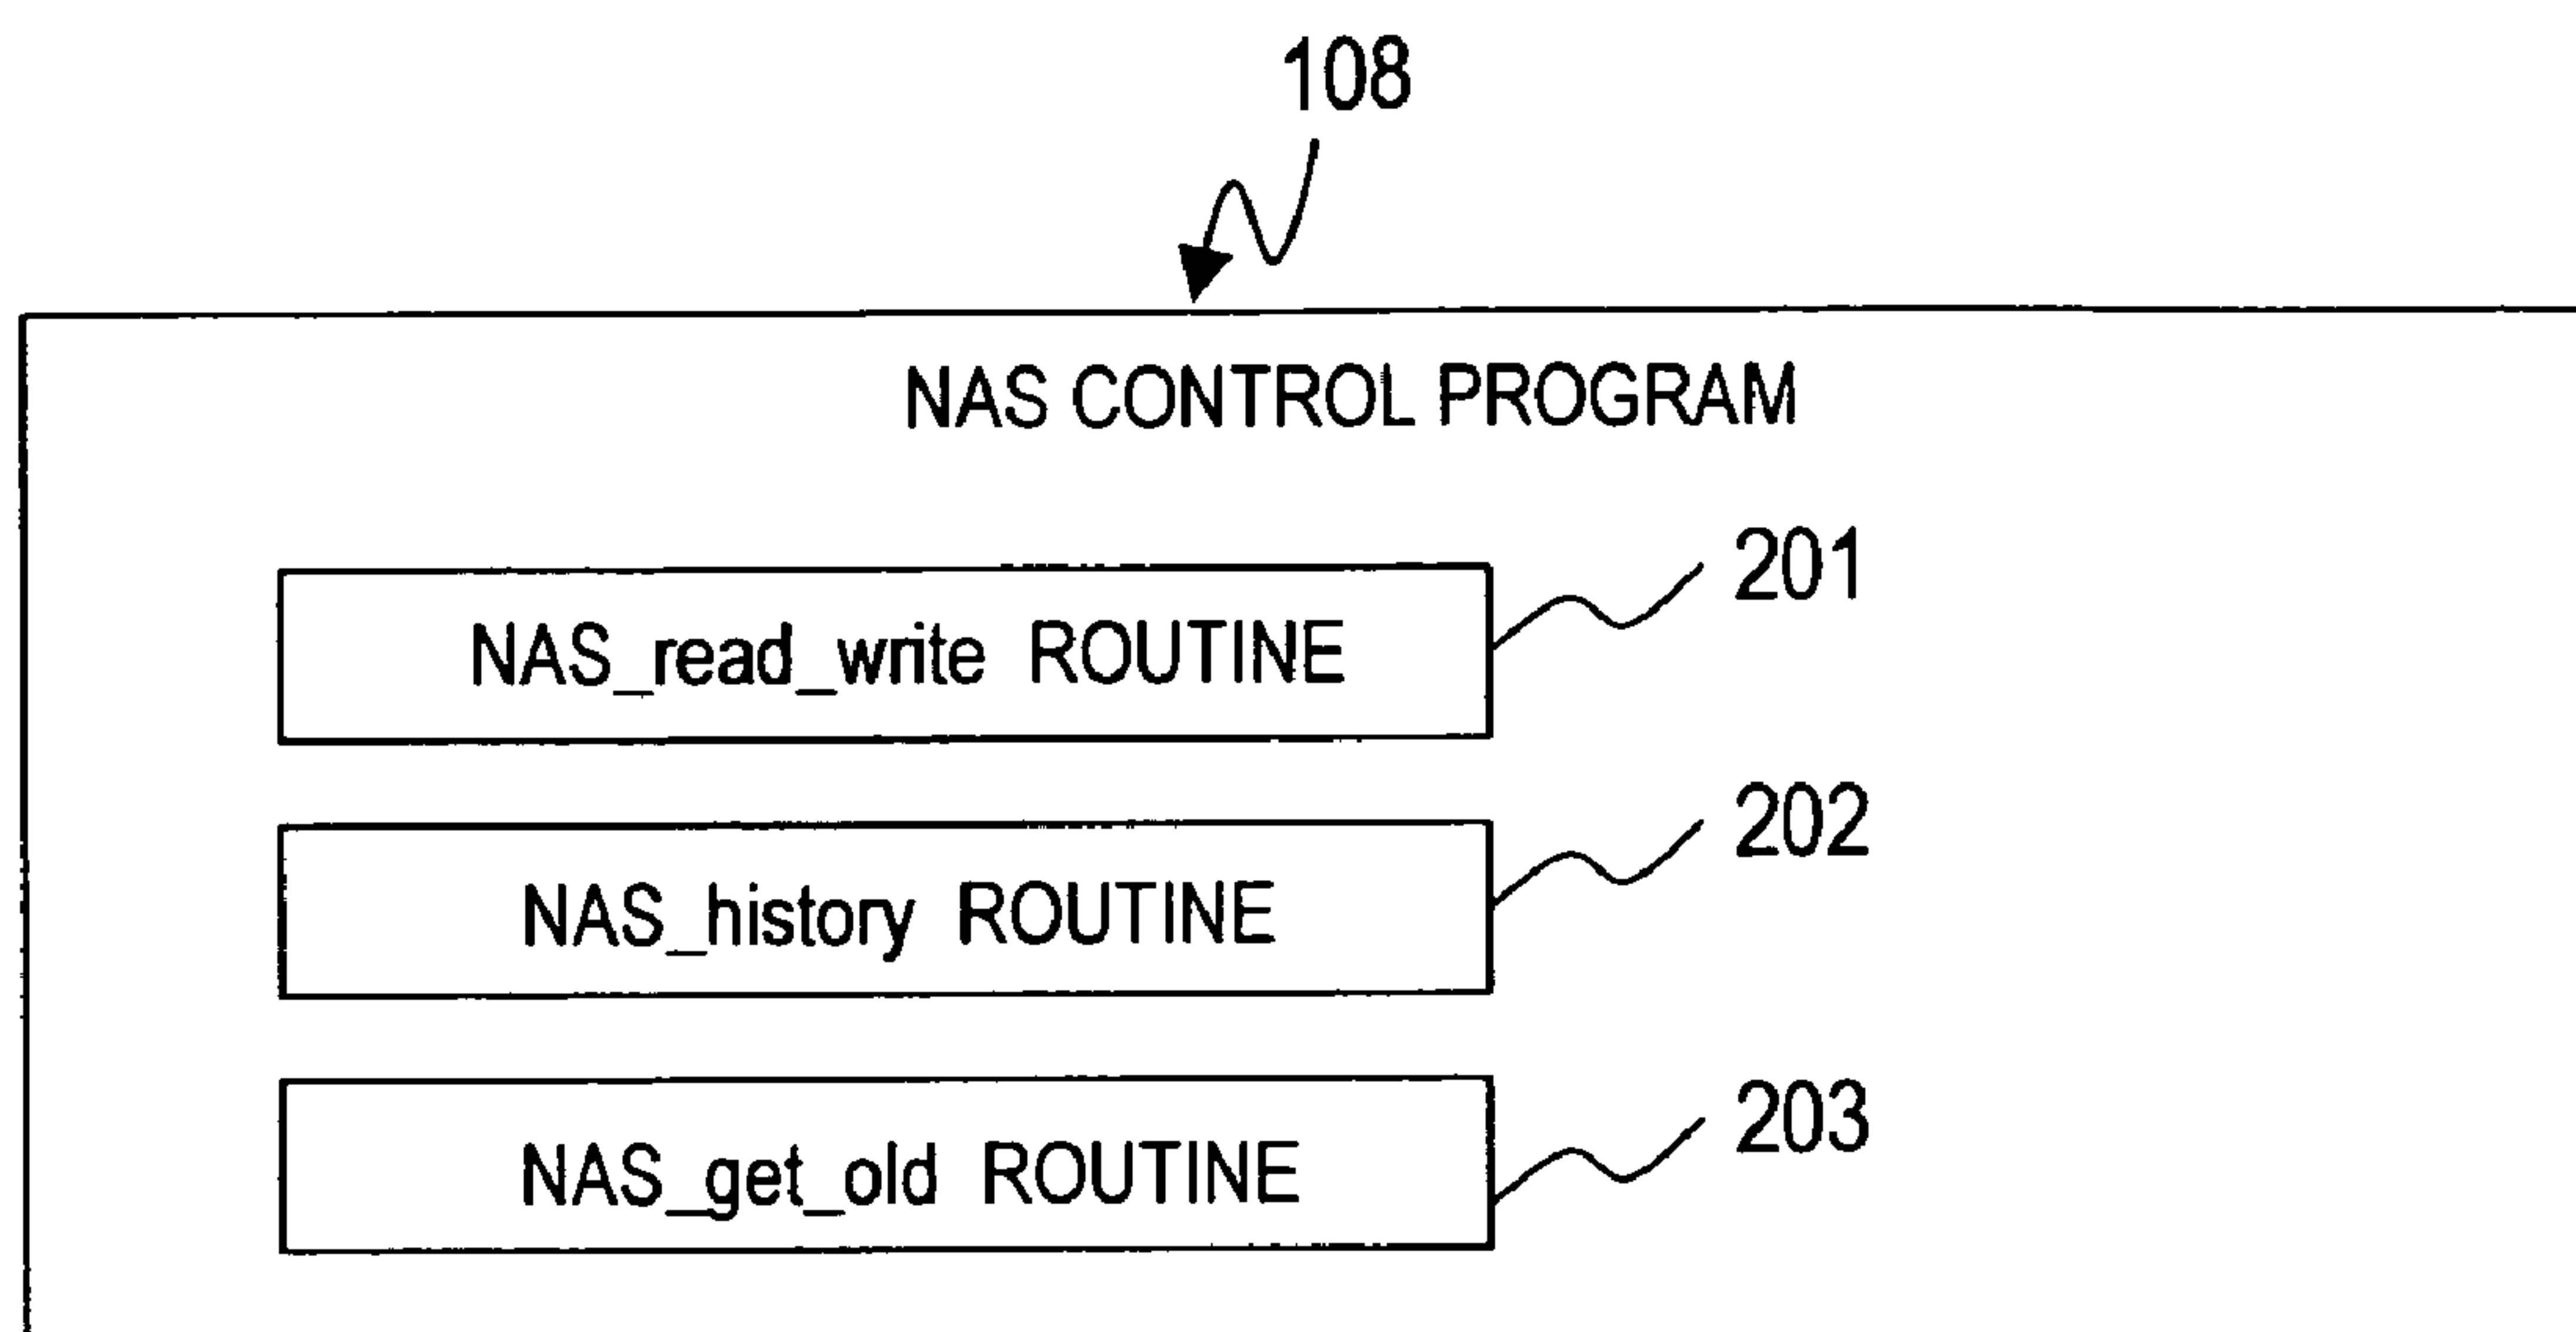 108
NAS CONTROL PROGRAM
NAS_read_write ROUTINE
201
NAS_history ROUTINE
202
NAS_get_old ROUTINE
203